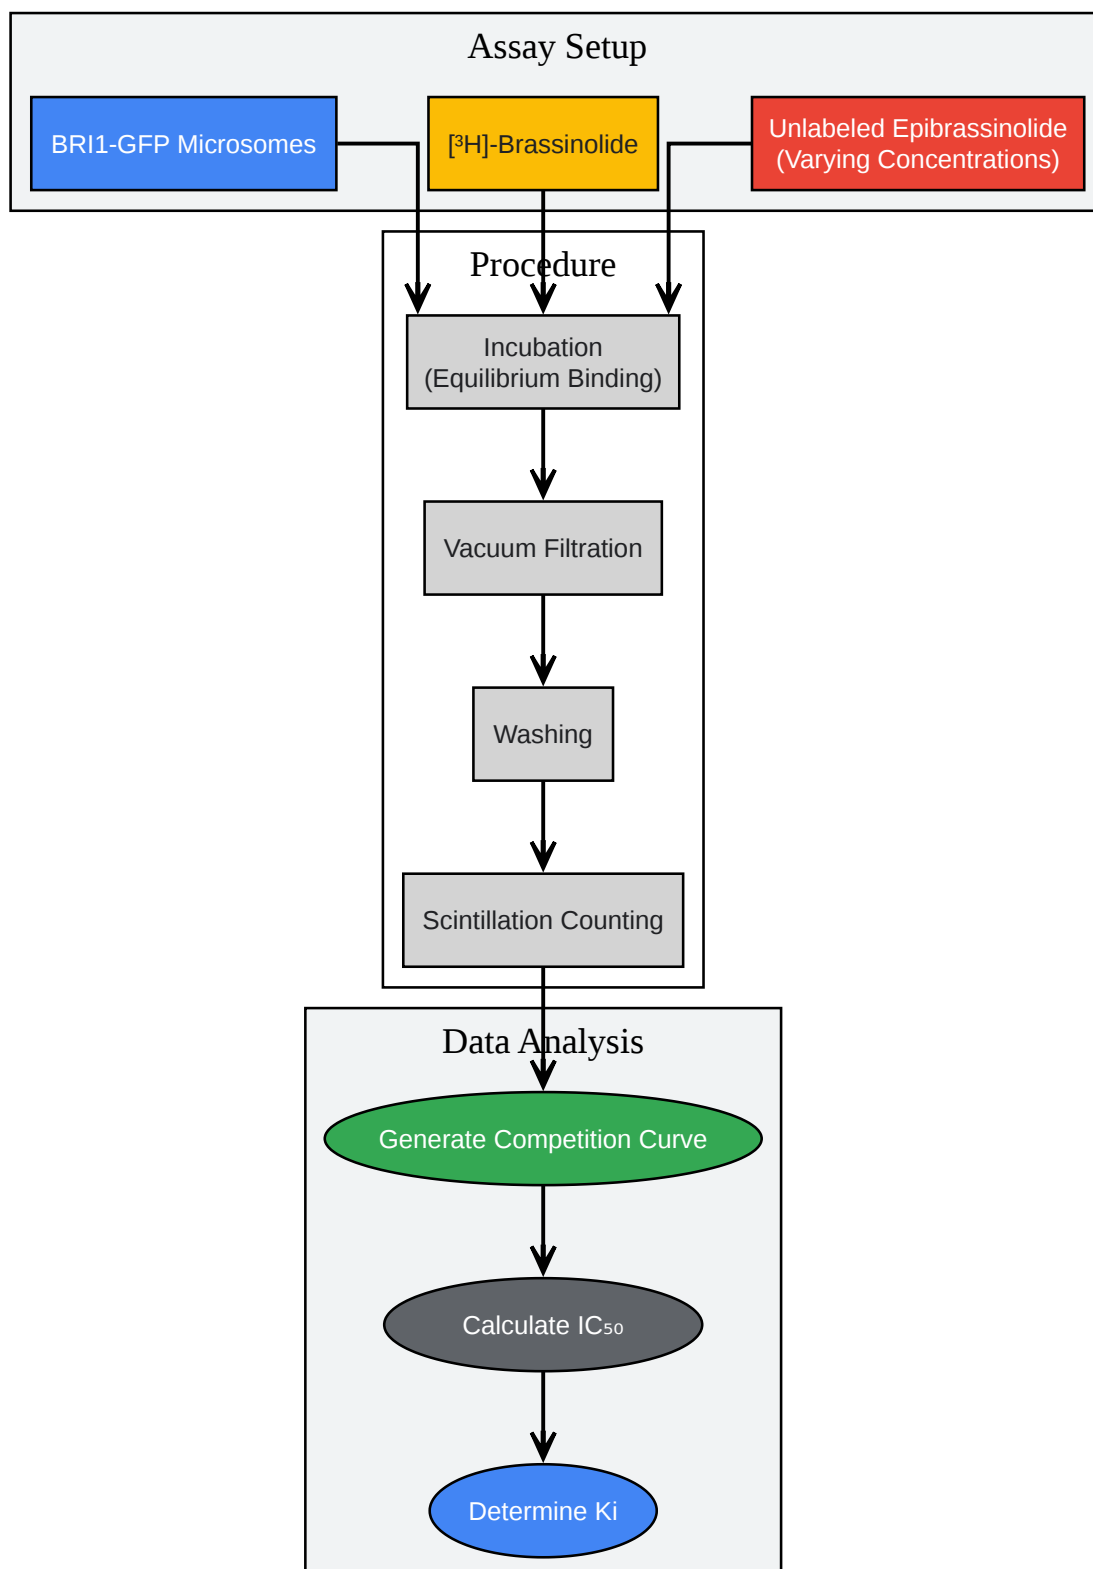 Assay Setup
BRI1-GFP Microsomes
[³H]-Brassinolide
Unlabeled Epibrassinolide
(Varying Concentrations)
Procedure
Incubation
(Equilibrium Binding)
Vacuum Filtration
Washing
Scintillation Counting
Data Analysis
Generate Competition Curve
Calculate IC₅₀
Determine Ki